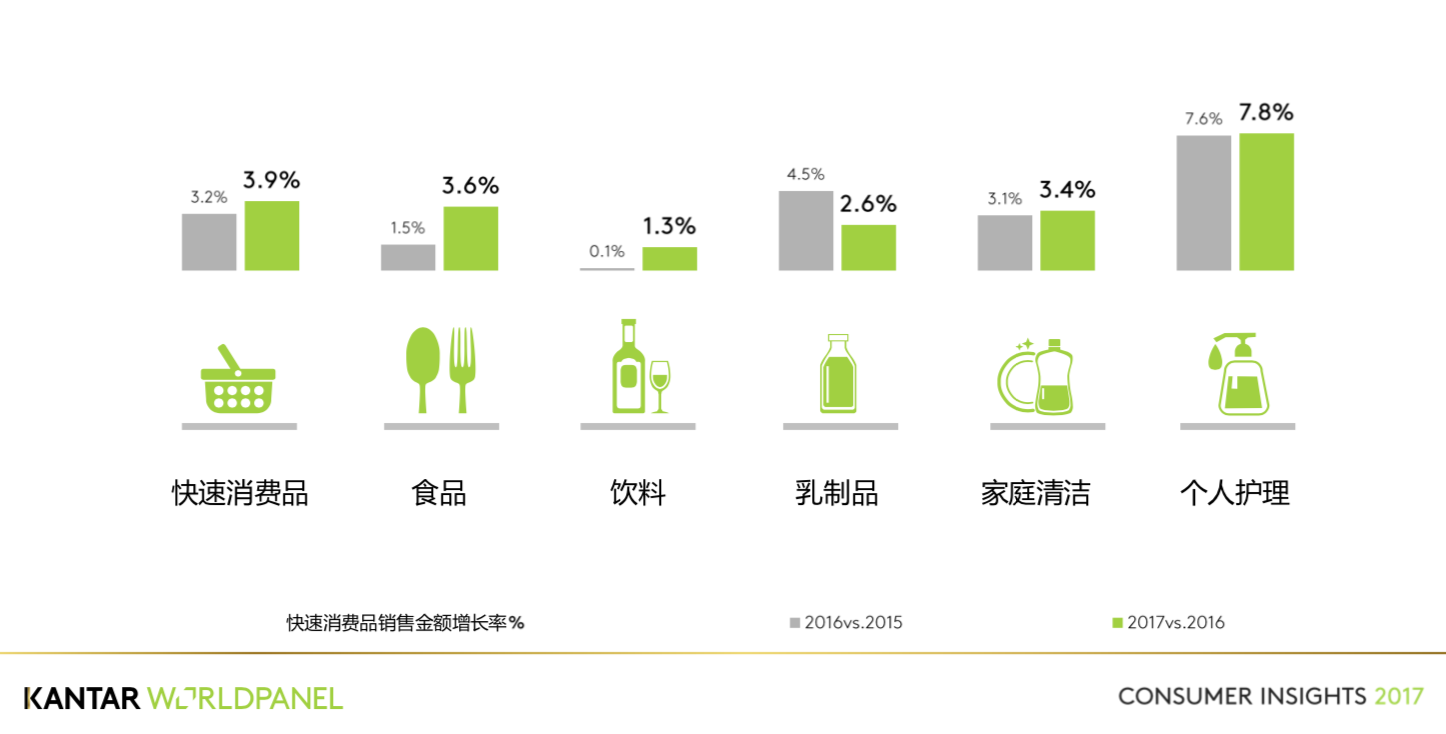 3.2%
3.9%
1.5%
3.6%
0.1%
1.3%
4.5%
2.6%
3.1%
3.4%
7.6%
7.8%
快速消费品
食品
饮料
乳制品
家庭清洁
个人护理
快速消费品销售金额增长率%
2016vs.2015
2017vs.2016
KANTAR WORLDPANEL
CONSUMER INSIGHTS 2017